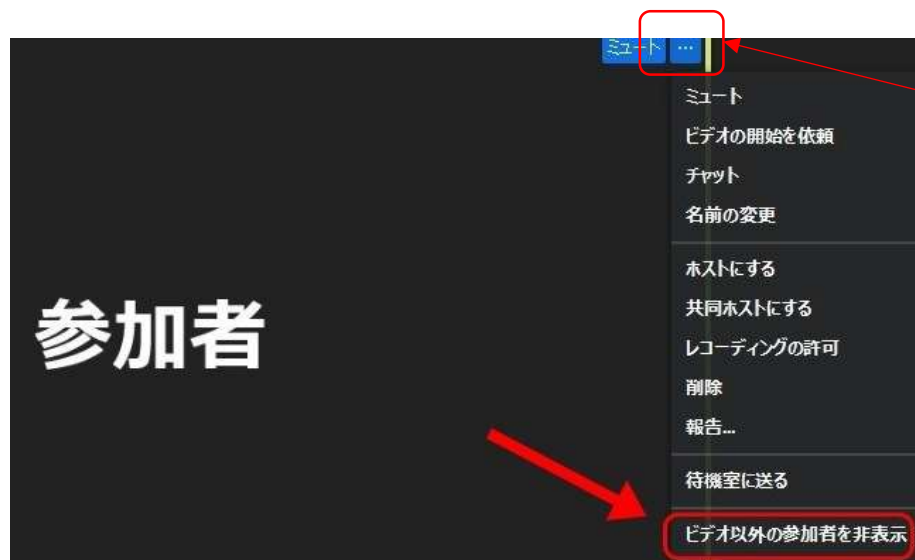 ミュート ...
ミュート
ビデオの開始を依頼
チャット
名前の変更
ホストにする
共同ホストにする
レコーディングの許可
削除
報告...
待機室に送る
ビデオ以外の参加者を非表示
参加者